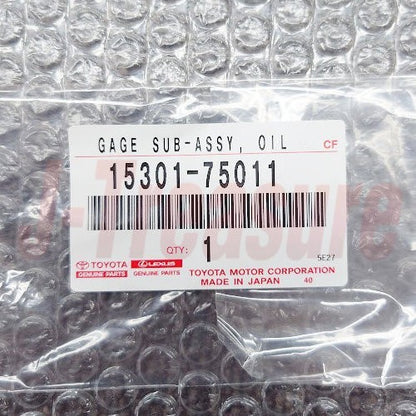 GAGE SUB-ASSY, OIL CF
15301-75011
QTY: 1 5E27
TOYOTA LEXUS
GENUINE PARTS GENUINE PARTS
TOYOTA MOTOR CORPORATION
MADE IN JAPAN 40
J-Treasure